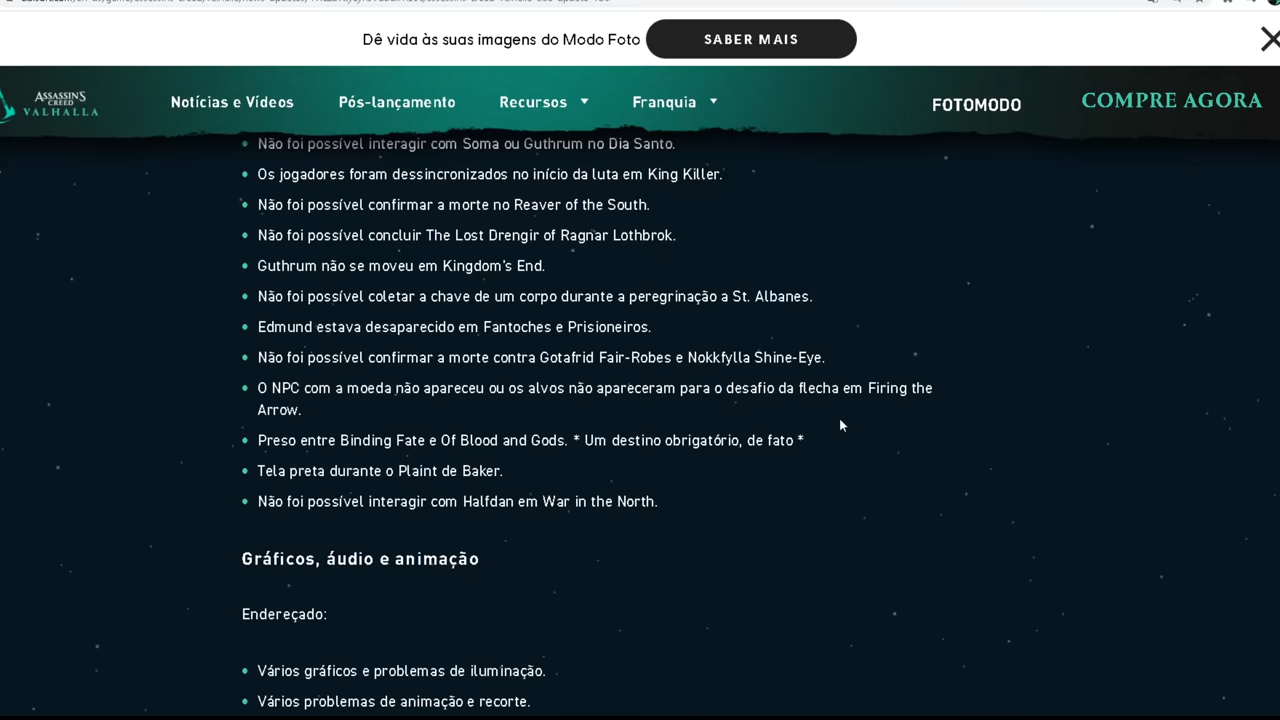 Dê vida às suas imagens do Modo Foto
SABER MAIS
ASSASSIN'S
CREED
VALHALLA
Notícias e Vídeos
Pós-lançamento
Recursos
Franquia
FOTOMODO
COMPRE AGORA
Não foi possível interagir com Soma ou Guthrum no Dia Santo.
Os jogadores foram dessincronizados no início da luta em King Killer.
Não foi possível confirmar a morte no Reaver of the South.
Não foi possível concluir The Lost Drengir of Ragnar Lothbrok.
Guthrum não se moveu em Kingdom's End.
Não foi possível coletar a chave de um corpo durante a peregrinação a St. Albanes.
Edmund estava desaparecido em Fantoches e Prisioneiros.
Não foi possível confirmar a morte contra Gotafrid Fair-Robes e Nokkfylla Shine-Eye.
O NPC com a moeda não apareceu ou os alvos não apareceram para o desafio da flecha em Firing the
Arrow.
Preso entre Binding Fate e Of Blood and Gods. * Um destino obrigatório, de fato *
Tela preta durante o Plaint de Baker.
Não foi possível interagir com Halfdan em War in the North.
Gráficos, áudio e animação
Endereçado:
Vários gráficos e problemas de iluminação.
Vários problemas de animação e recorte.